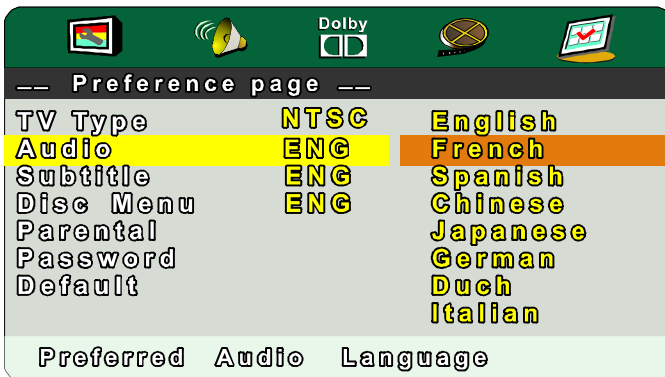 Dolby
-- Preference page --
TV Type NTSC English
Audio ENG French
Subtitle ENG Spanish
Disc Menu ENG Chinese
Parental Japanese
Password German
Default Duch
Italian
Preferred Audio Language